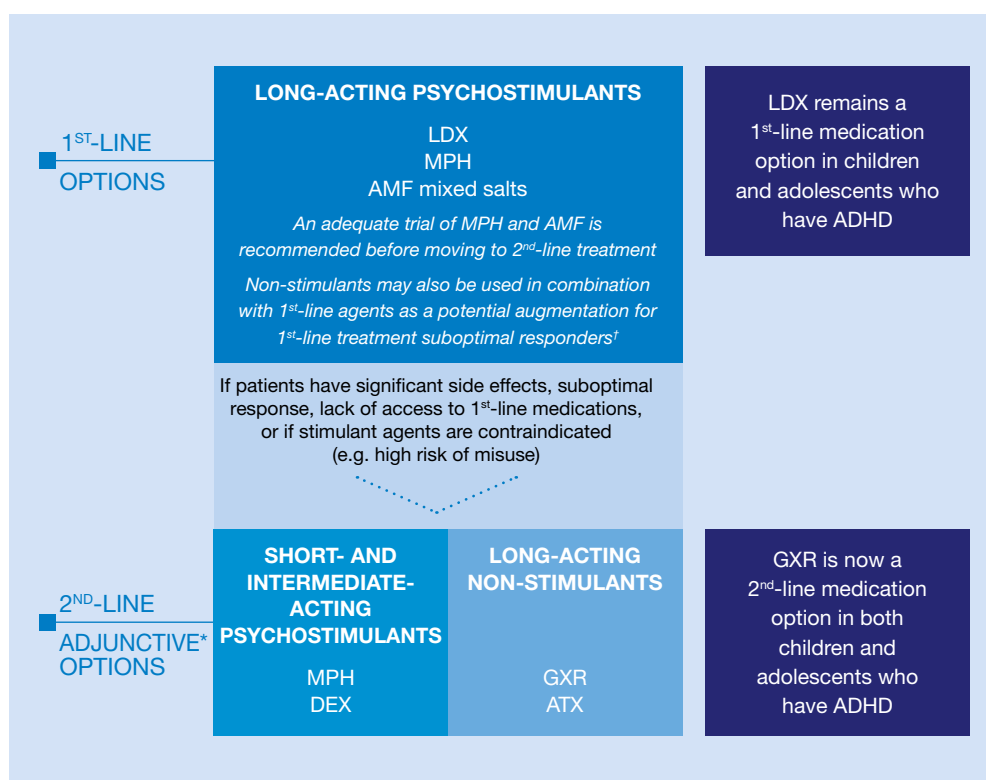 1ST-LINE
OPTIONS
LONG-ACTING PSYCHOSTIMULANTS
LDX
MPH
AMF mixed salts
An adequate trial of MPH and AMF is
recommended before moving to 2nd-line treatment
Non-stimulants may also be used in combination
with 1st-line agents as a potential augmentation for
1st-line treatment suboptimal responders†
LDX remains a
1st-line medication
option in children
and adolescents who
have ADHD
If patients have significant side effects, suboptimal
response, lack of access to 1st-line medications,
or if stimulant agents are contraindicated
(e.g. high risk of misuse)
2ND-LINE
ADJUNCTIVE*
OPTIONS
SHORT- AND
INTERMEDIATE-
ACTING
PSYCHOSTIMULANTS
MPH
DEX
LONG-ACTING
NON-STIMULANTS
GXR
ATX
GXR is now a
2nd-line medication
option in both
children and
adolescents who
have ADHD